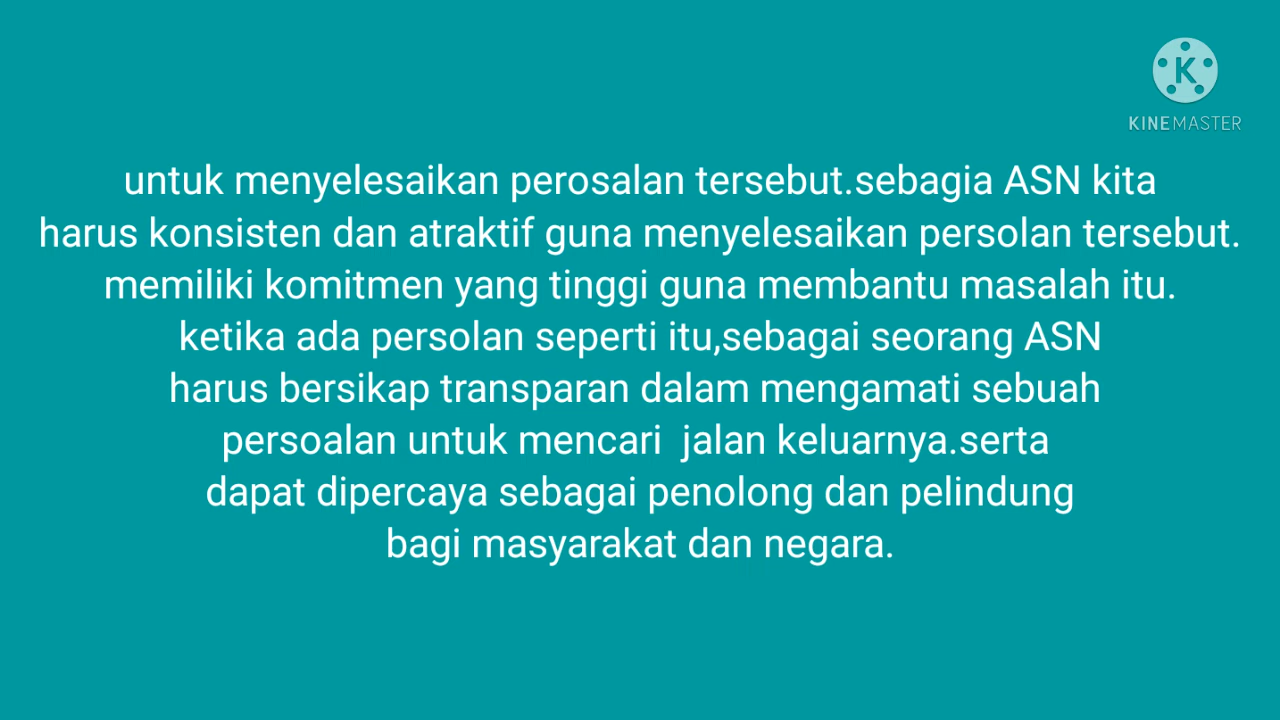 KINEMASTER
untuk menyelesaikan perosalan tersebut.sebagia ASN kita
harus konsisten dan atraktif guna menyelesaikan persolan tersebut.
memiliki komitmen yang tinggi guna membantu masalah itu.
ketika ada persolan seperti itu,sebagai seorang ASN
harus bersikap transparan dalam mengamati sebuah
persoalan untuk mencari  jalan keluarnya.serta
dapat dipercaya sebagai penolong dan pelindung
bagi masyarakat dan negara.